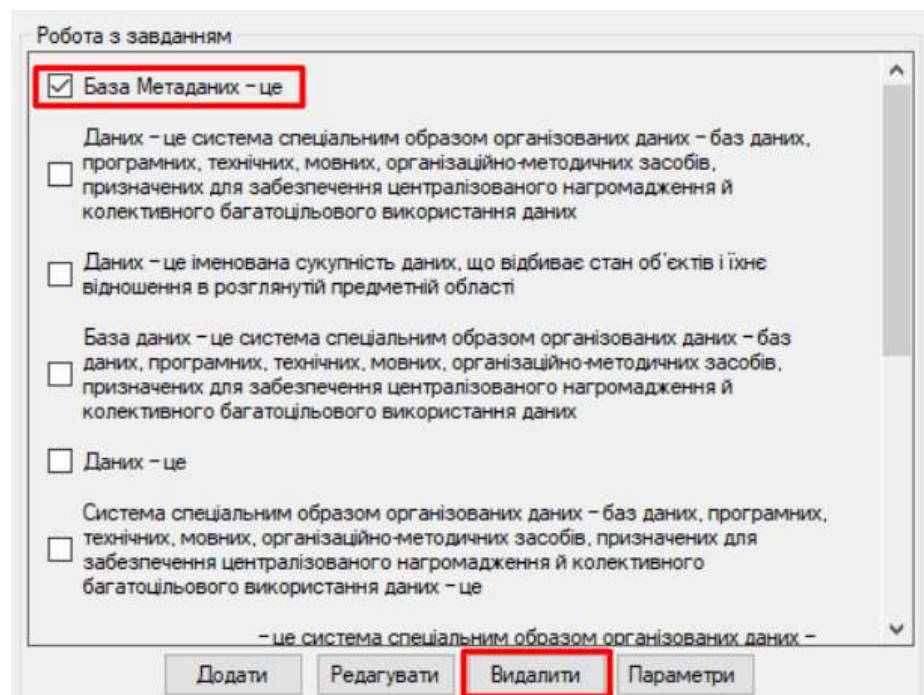 Робота з завданням
База Метаданих – це
Даних – це система спеціальним образом організованих даних – баз даних,
програмних, технічних, мовних, організаційно-методичних засобів,
призначених для забезпечення централізованого нагромадження й
колективного багатоцільового використання даних
Даних – це іменована сукупність даних, що відбиває стан об'єктів і їхнє
відношення в розглянутій предметній області
База даних – це система спеціальним образом організованих даних – баз
даних, програмних, технічних, мовних, організаційно-методичних засобів,
призначених для забезпечення централізованого нагромадження й
колективного багатоцільового використання даних
Даних – це
Система спеціальним образом організованих даних – баз даних, програмних,
технічних, мовних, організаційно-методичних засобів, призначених для
забезпечення централізованого нагромадження й колективного
багатоцільового використання даних – це
– це система спеціальним образом організованих даних –
Додати Редагувати Видалити Параметри